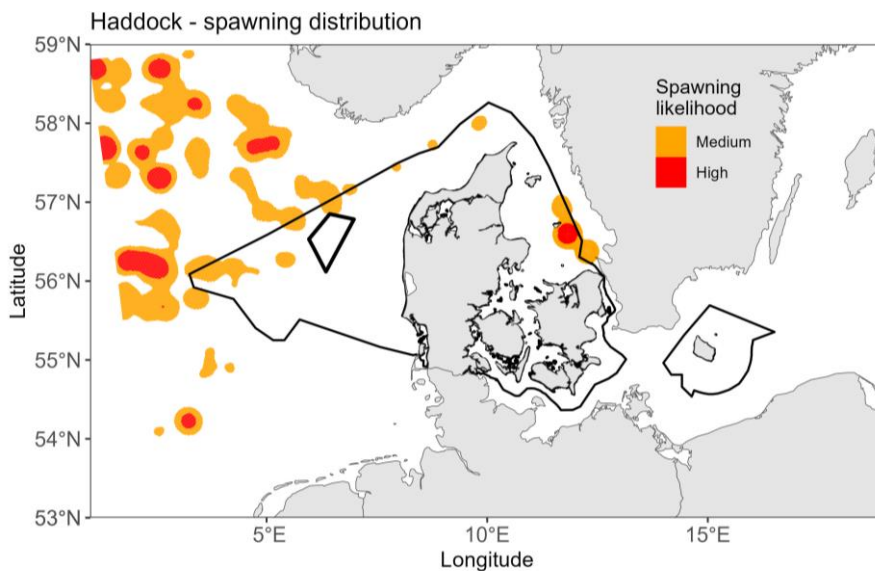 Haddock - spawning distribution
59°N
58°N
57°N
56°N
55°N
54°N
53°N
Latitude
Spawning
likelihood
Medium
High
5°E
10°E
15°E
Longitude